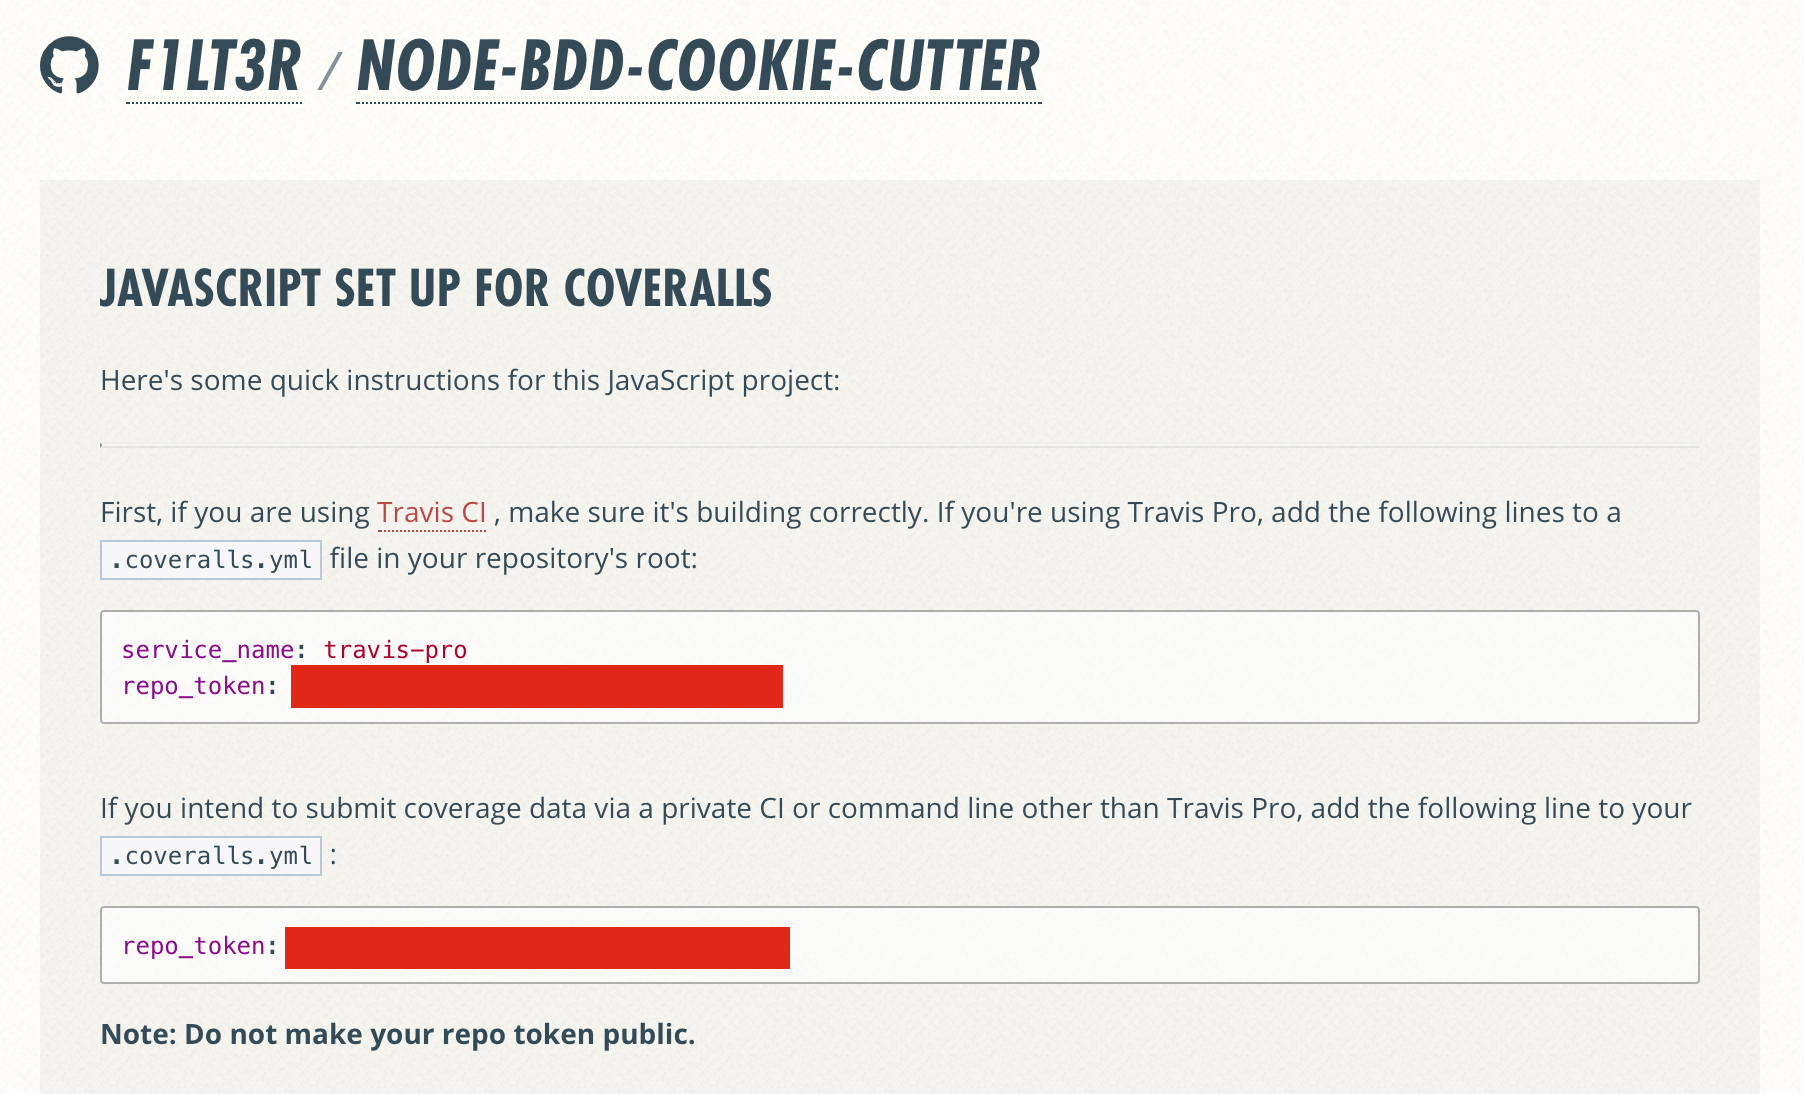 F1LT3R / NODE-BDD-COOKIE-CUTTER
JAVASCRIPT SET UP FOR COVERALLS
Here's some quick instructions for this JavaScript project:
First, if you are using Travis CI , make sure it's building correctly. If you're using Travis Pro, add the following lines to a
.coveralls.yml file in your repository's root:
service_name: travis-pro
repo_token:
If you intend to submit coverage data via a private CI or command line other than Travis Pro, add the following line to your
.coveralls.yml :
repo_token:
Note: Do not make your repo token public.